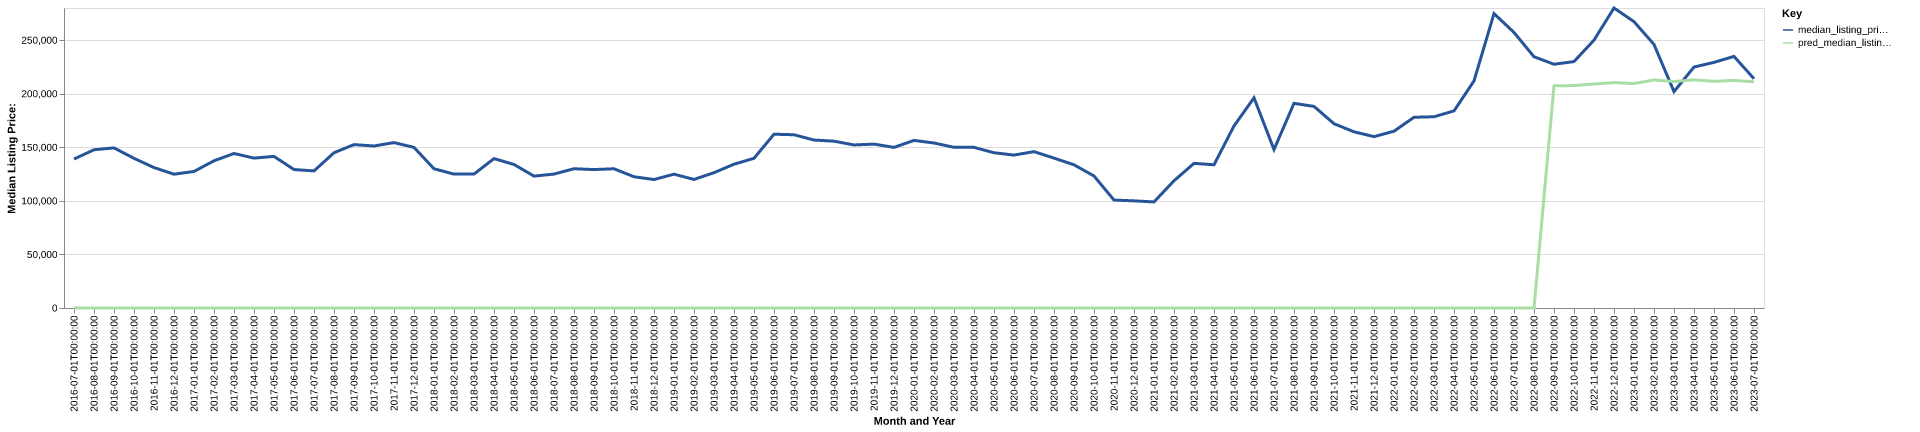 Key
median_listing_pri…
pred_median_listin…
Median Listing Price:
250,000
200,000
150,000
100,000
50,000
0
2016-07-01T00:00:00
2016-08-01T00:00:00
2016-09-01T00:00:00
2016-10-01T00:00:00
2016-11-01T00:00:00
2016-12-01T00:00:00
2017-01-01T00:00:00
2017-02-01T00:00:00
2017-03-01T00:00:00
2017-04-01T00:00:00
2017-05-01T00:00:00
2017-06-01T00:00:00
2017-07-01T00:00:00
2017-08-01T00:00:00
2017-09-01T00:00:00
2017-10-01T00:00:00
2017-11-01T00:00:00
2017-12-01T00:00:00
2018-01-01T00:00:00
2018-02-01T00:00:00
2018-03-01T00:00:00
2018-04-01T00:00:00
2018-05-01T00:00:00
2018-06-01T00:00:00
2018-07-01T00:00:00
2018-08-01T00:00:00
2018-09-01T00:00:00
2018-10-01T00:00:00
2018-11-01T00:00:00
2018-12-01T00:00:00
2019-01-01T00:00:00
2019-02-01T00:00:00
2019-03-01T00:00:00
2019-04-01T00:00:00
2019-05-01T00:00:00
2019-06-01T00:00:00
2019-07-01T00:00:00
2019-08-01T00:00:00
2019-09-01T00:00:00
2019-10-01T00:00:00
2019-11-01T00:00:00
2019-12-01T00:00:00
2020-01-01T00:00:00
2020-02-01T00:00:00
2020-03-01T00:00:00
2020-04-01T00:00:00
2020-05-01T00:00:00
2020-06-01T00:00:00
2020-07-01T00:00:00
2020-08-01T00:00:00
2020-09-01T00:00:00
2020-10-01T00:00:00
2020-11-01T00:00:00
2020-12-01T00:00:00
2021-01-01T00:00:00
2021-02-01T00:00:00
2021-03-01T00:00:00
2021-04-01T00:00:00
2021-05-01T00:00:00
2021-06-01T00:00:00
2021-07-01T00:00:00
2021-08-01T00:00:00
2021-09-01T00:00:00
2021-10-01T00:00:00
2021-11-01T00:00:00
2021-12-01T00:00:00
2022-01-01T00:00:00
2022-02-01T00:00:00
2022-03-01T00:00:00
2022-04-01T00:00:00
2022-05-01T00:00:00
2022-06-01T00:00:00
2022-07-01T00:00:00
2022-08-01T00:00:00
2022-09-01T00:00:00
2022-10-01T00:00:00
2022-11-01T00:00:00
2022-12-01T00:00:00
2023-01-01T00:00:00
2023-02-01T00:00:00
2023-03-01T00:00:00
2023-04-01T00:00:00
2023-05-01T00:00:00
2023-06-01T00:00:00
2023-07-01T00:00:00
Month and Year